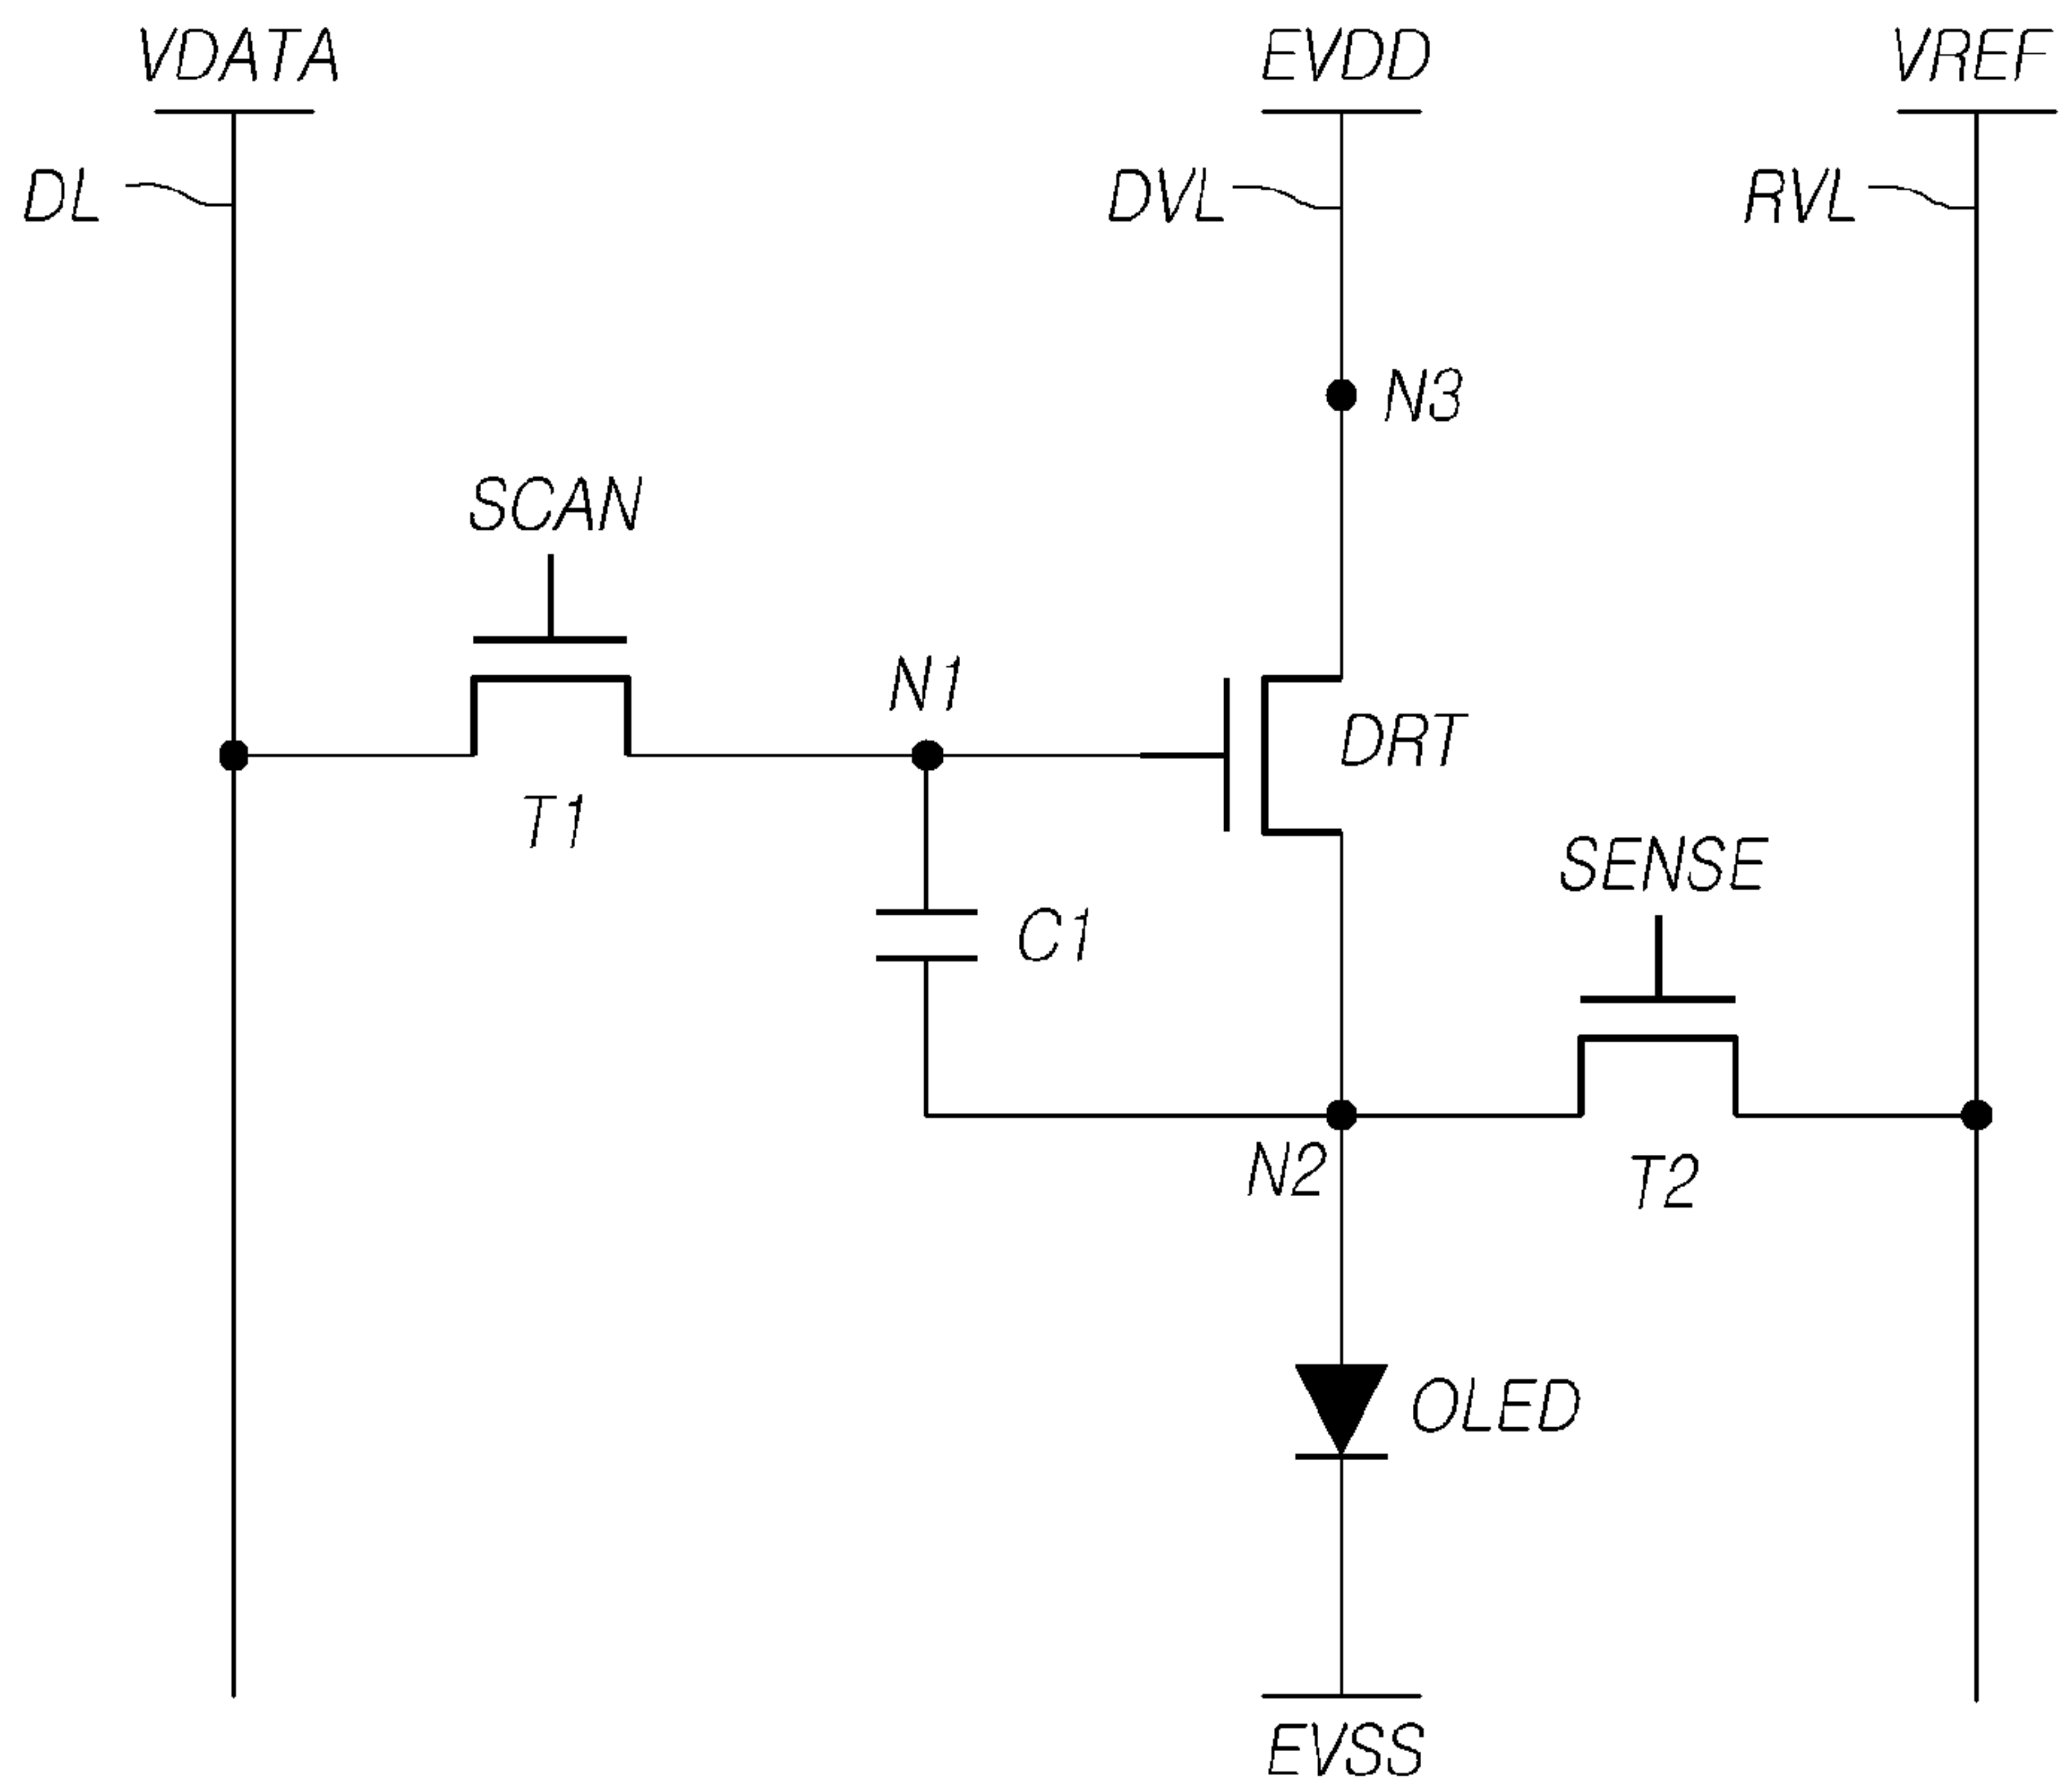 VDATA EVDD VREF
DL DVL RVL
N3
SCAN
N1
DRT
T1
SENSE
C1
N2
T2
OLED
EVSS